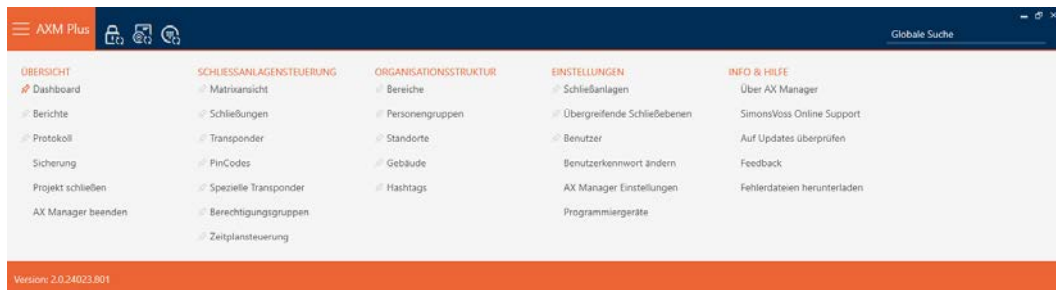 AXM Plus
Globale Suche
ÜBERSICHT
Dashboard
Berichte
Protokoll
Sicherung
Projekt schließen
AX Manager beenden
SCHLIESSANLAGENSTEUERUNG
Matrixansicht
Schließungen
Transponder
PinCodes
Spezielle Transponder
Berechtigungsgruppen
Zeitplansteuerung
ORGANISATIONSSTRUKTUR
Bereiche
Personengruppen
Standorte
Gebäude
Hashtags
EINSTELLUNGEN
Schließanlagen
Übergreifende Schließebenen
Benutzer
Benutzerkennwort ändern
AX Manager Einstellungen
Programmiergeräte
INFO & HILFE
Über AX Manager
SimonsVoss Online Support
Auf Updates überprüfen
Feedback
Fehlerdateien herunterladen
Version: 2.0.24023.801